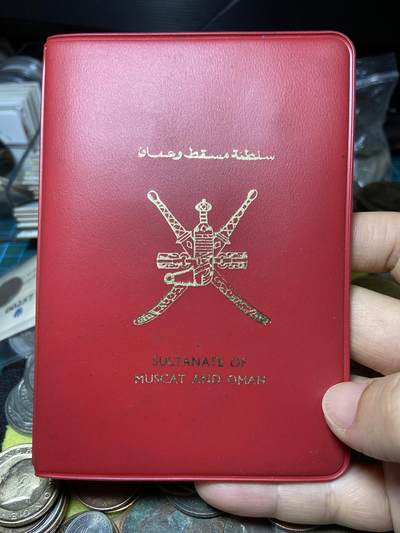 سلطنة مسقط وعمان
SULTANATE OF
MUSCAT AND OMAN